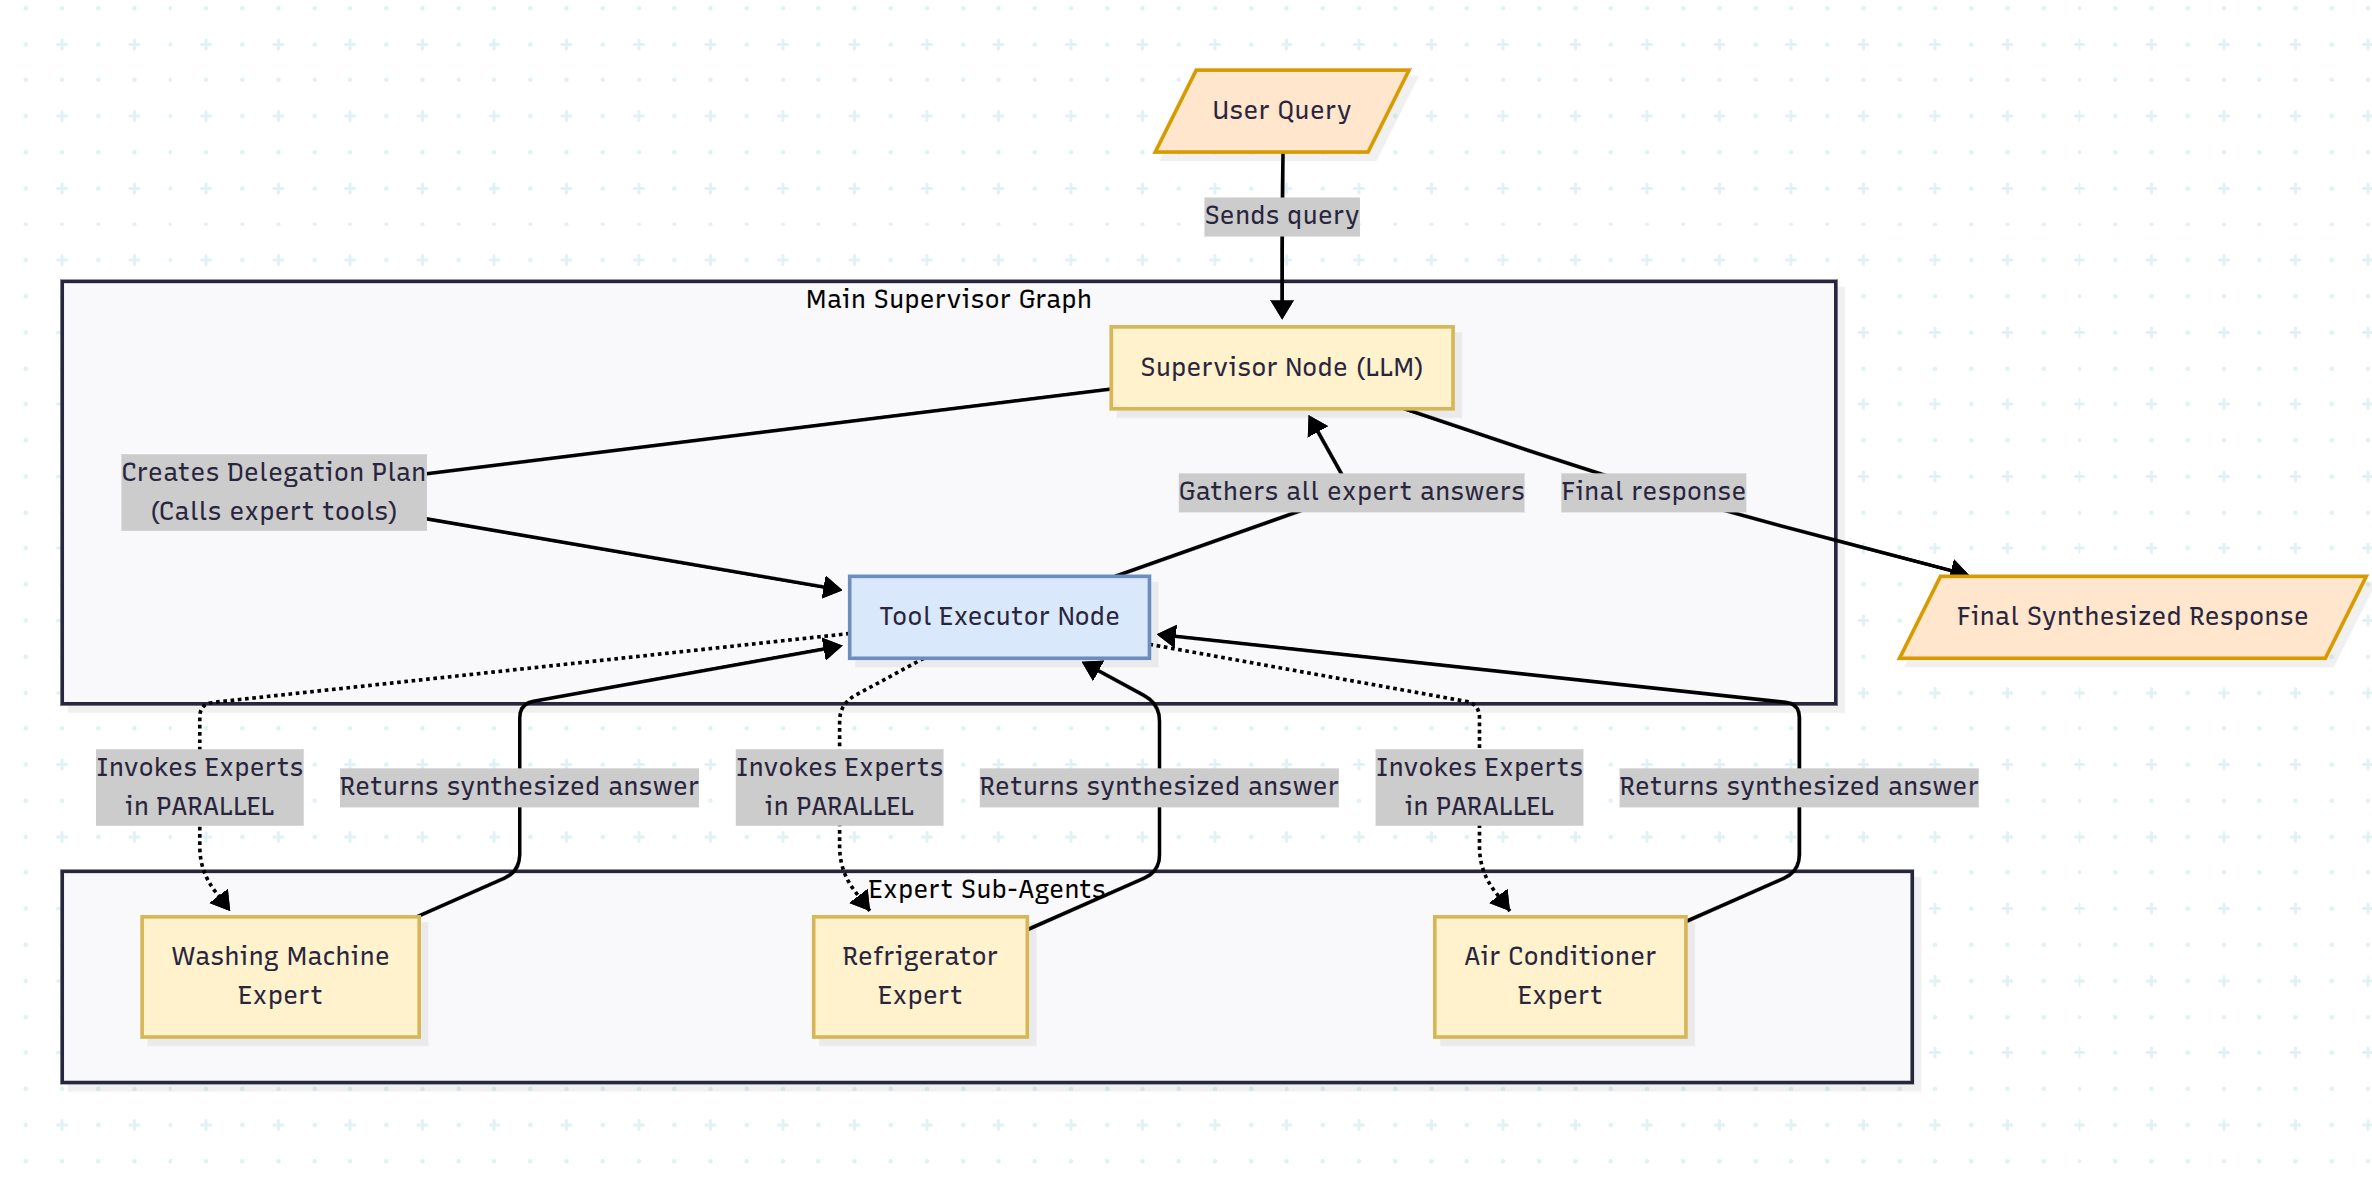 User Query
Sends query
Main Supervisor Graph
Supervisor Node (LLM)
Creates Delegation Plan
(Calls expert tools)
Gathers all expert answers
Final response
Tool Executor Node
Final Synthesized Response
Invokes Experts
in PARALLEL
Returns synthesized answer
Invokes Experts
in PARALLEL
Returns synthesized answer
Invokes Experts
in PARALLEL
Returns synthesized answer
Expert Sub-Agents
Washing Machine
Expert
Refrigerator
Expert
Air Conditioner
Expert